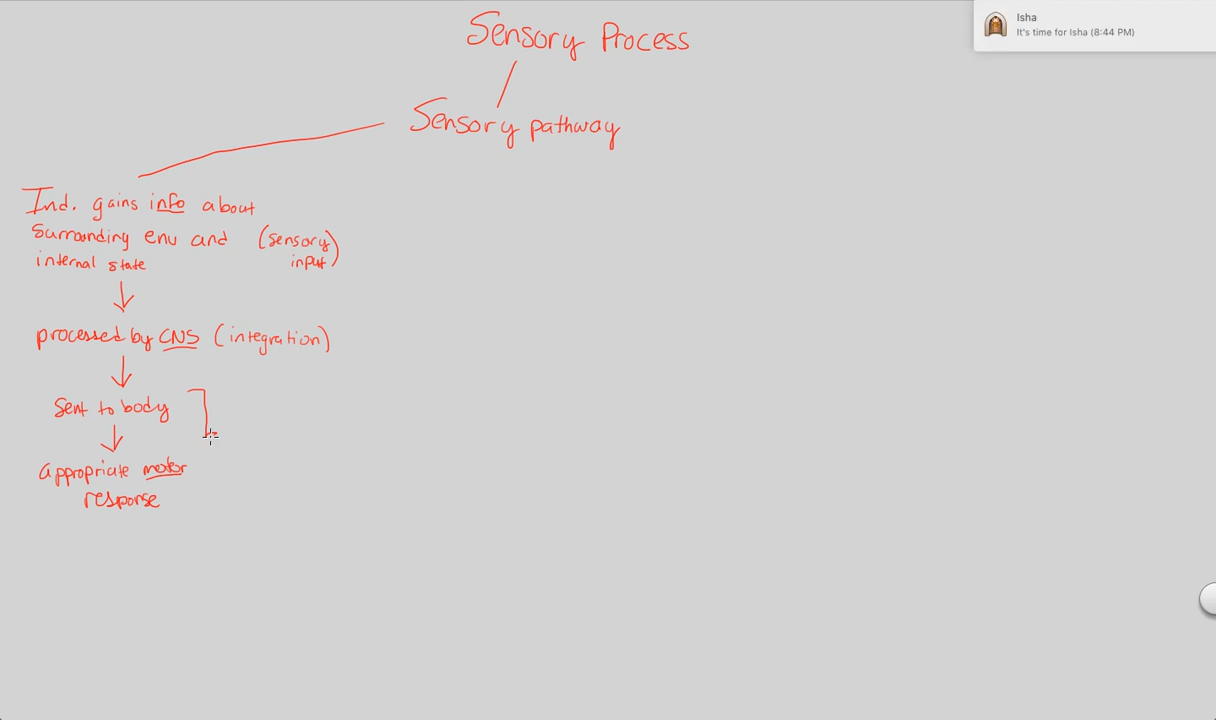 Isha
It's time for Isha (8:44 PM)
Sensory Process
Sensory pathway
Ind. gains info about
surrounding env and (sensory
internal state input)
processed by CNS (integration)
Sent to body
appropriate motor
response